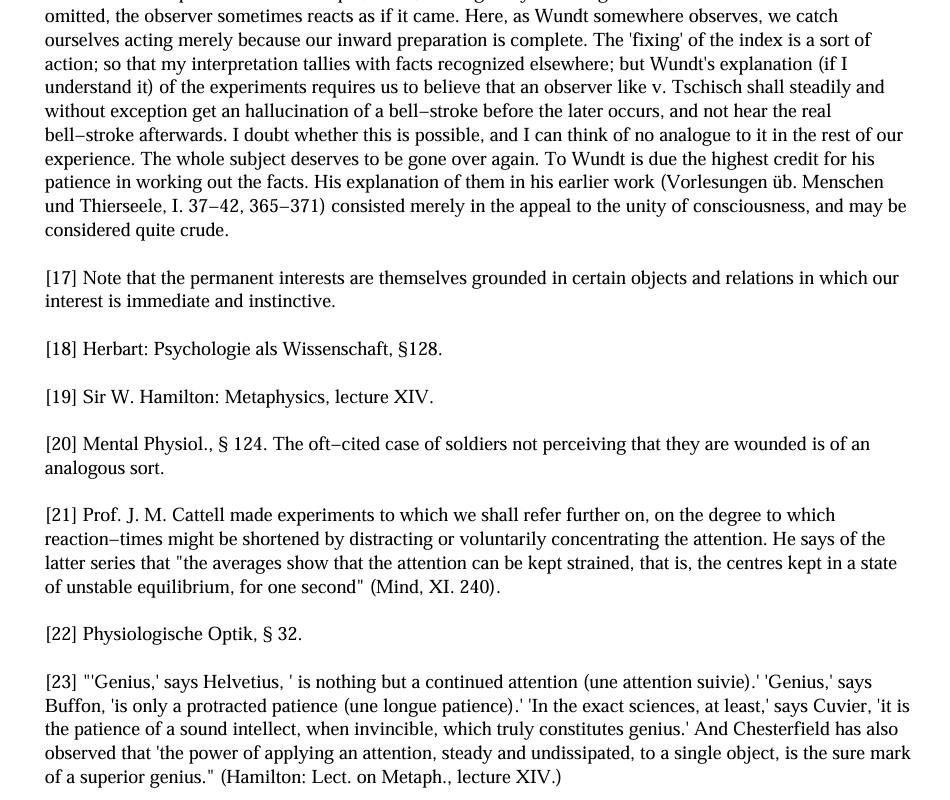 omitted, the observer sometimes reacts as if it came. Here, as Wundt somewhere observes, we catch
ourselves acting merely because our inward preparation is complete. The 'fixing' of the index is a sort of
action; so that my interpretation tallies with facts recognized elsewhere; but Wundt's explanation (if I
understand it) of the experiments requires us to believe that an observer like v. Tschisch shall steadily and
without exception get an hallucination of a bell−stroke before the later occurs, and not hear the real
bell−stroke afterwards. I doubt whether this is possible, and I can think of no analogue to it in the rest of our
experience. The whole subject deserves to be gone over again. To Wundt is due the highest credit for his
patience in working out the facts. His explanation of them in his earlier work (Vorlesungen üb. Menschen
und Thierseele, I. 37−42, 365−371) consisted merely in the appeal to the unity of consciousness, and may be
considered quite crude.
[17] Note that the permanent interests are themselves grounded in certain objects and relations in which our
interest is immediate and instinctive.
[18] Herbart: Psychologie als Wissenschaft, §128.
[19] Sir W. Hamilton: Metaphysics, lecture XIV.
[20] Mental Physiol., § 124. The oft−cited case of soldiers not perceiving that they are wounded is of an
analogous sort.
[21] Prof. J. M. Cattell made experiments to which we shall refer further on, on the degree to which
reaction−times might be shortened by distracting or voluntarily concentrating the attention. He says of the
latter series that "the averages show that the attention can be kept strained, that is, the centres kept in a state
of unstable equilibrium, for one second" (Mind, XI. 240).
[22] Physiologische Optik, § 32.
[23] "'Genius,' says Helvetius, ' is nothing but a continued attention (une attention suivie).' 'Genius,' says
Buffon, 'is only a protracted patience (une longue patience).' 'In the exact sciences, at least,' says Cuvier, 'it is
the patience of a sound intellect, when invincible, which truly constitutes genius.' And Chesterfield has also
observed that 'the power of applying an attention, steady and undissipated, to a single object, is the sure mark
of a superior genius." (Hamilton: Lect. on Metaph., lecture XIV.)